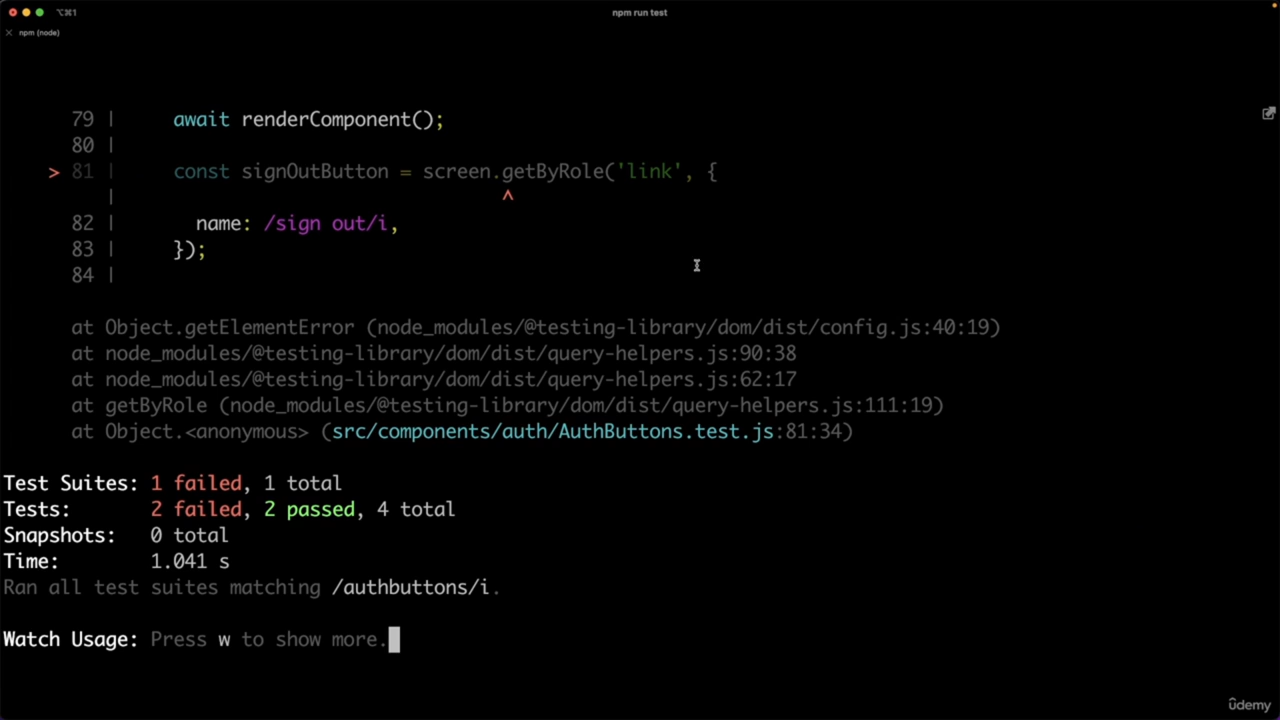 ⌥⌘1
npm run test
npm (node)
79 |     await renderComponent();
80 |
> 81 |     const signOutButton = screen.getByRole('link', {
|                                  ^
82 |       name: /sign out/i,
83 |     });
84 |
at Object.getElementError (node_modules/@testing-library/dom/dist/config.js:40:19)
at node_modules/@testing-library/dom/dist/query-helpers.js:90:38
at node_modules/@testing-library/dom/dist/query-helpers.js:62:17
at getByRole (node_modules/@testing-library/dom/dist/query-helpers.js:111:19)
at Object.<anonymous> (src/components/auth/AuthButtons.test.js:81:34)
Test Suites: 1 failed, 1 total
Tests:       2 failed, 2 passed, 4 total
Snapshots:   0 total
Time:        1.041 s
Ran all test suites matching /authbuttons/i.
Watch Usage: Press w to show more.
ûdemy